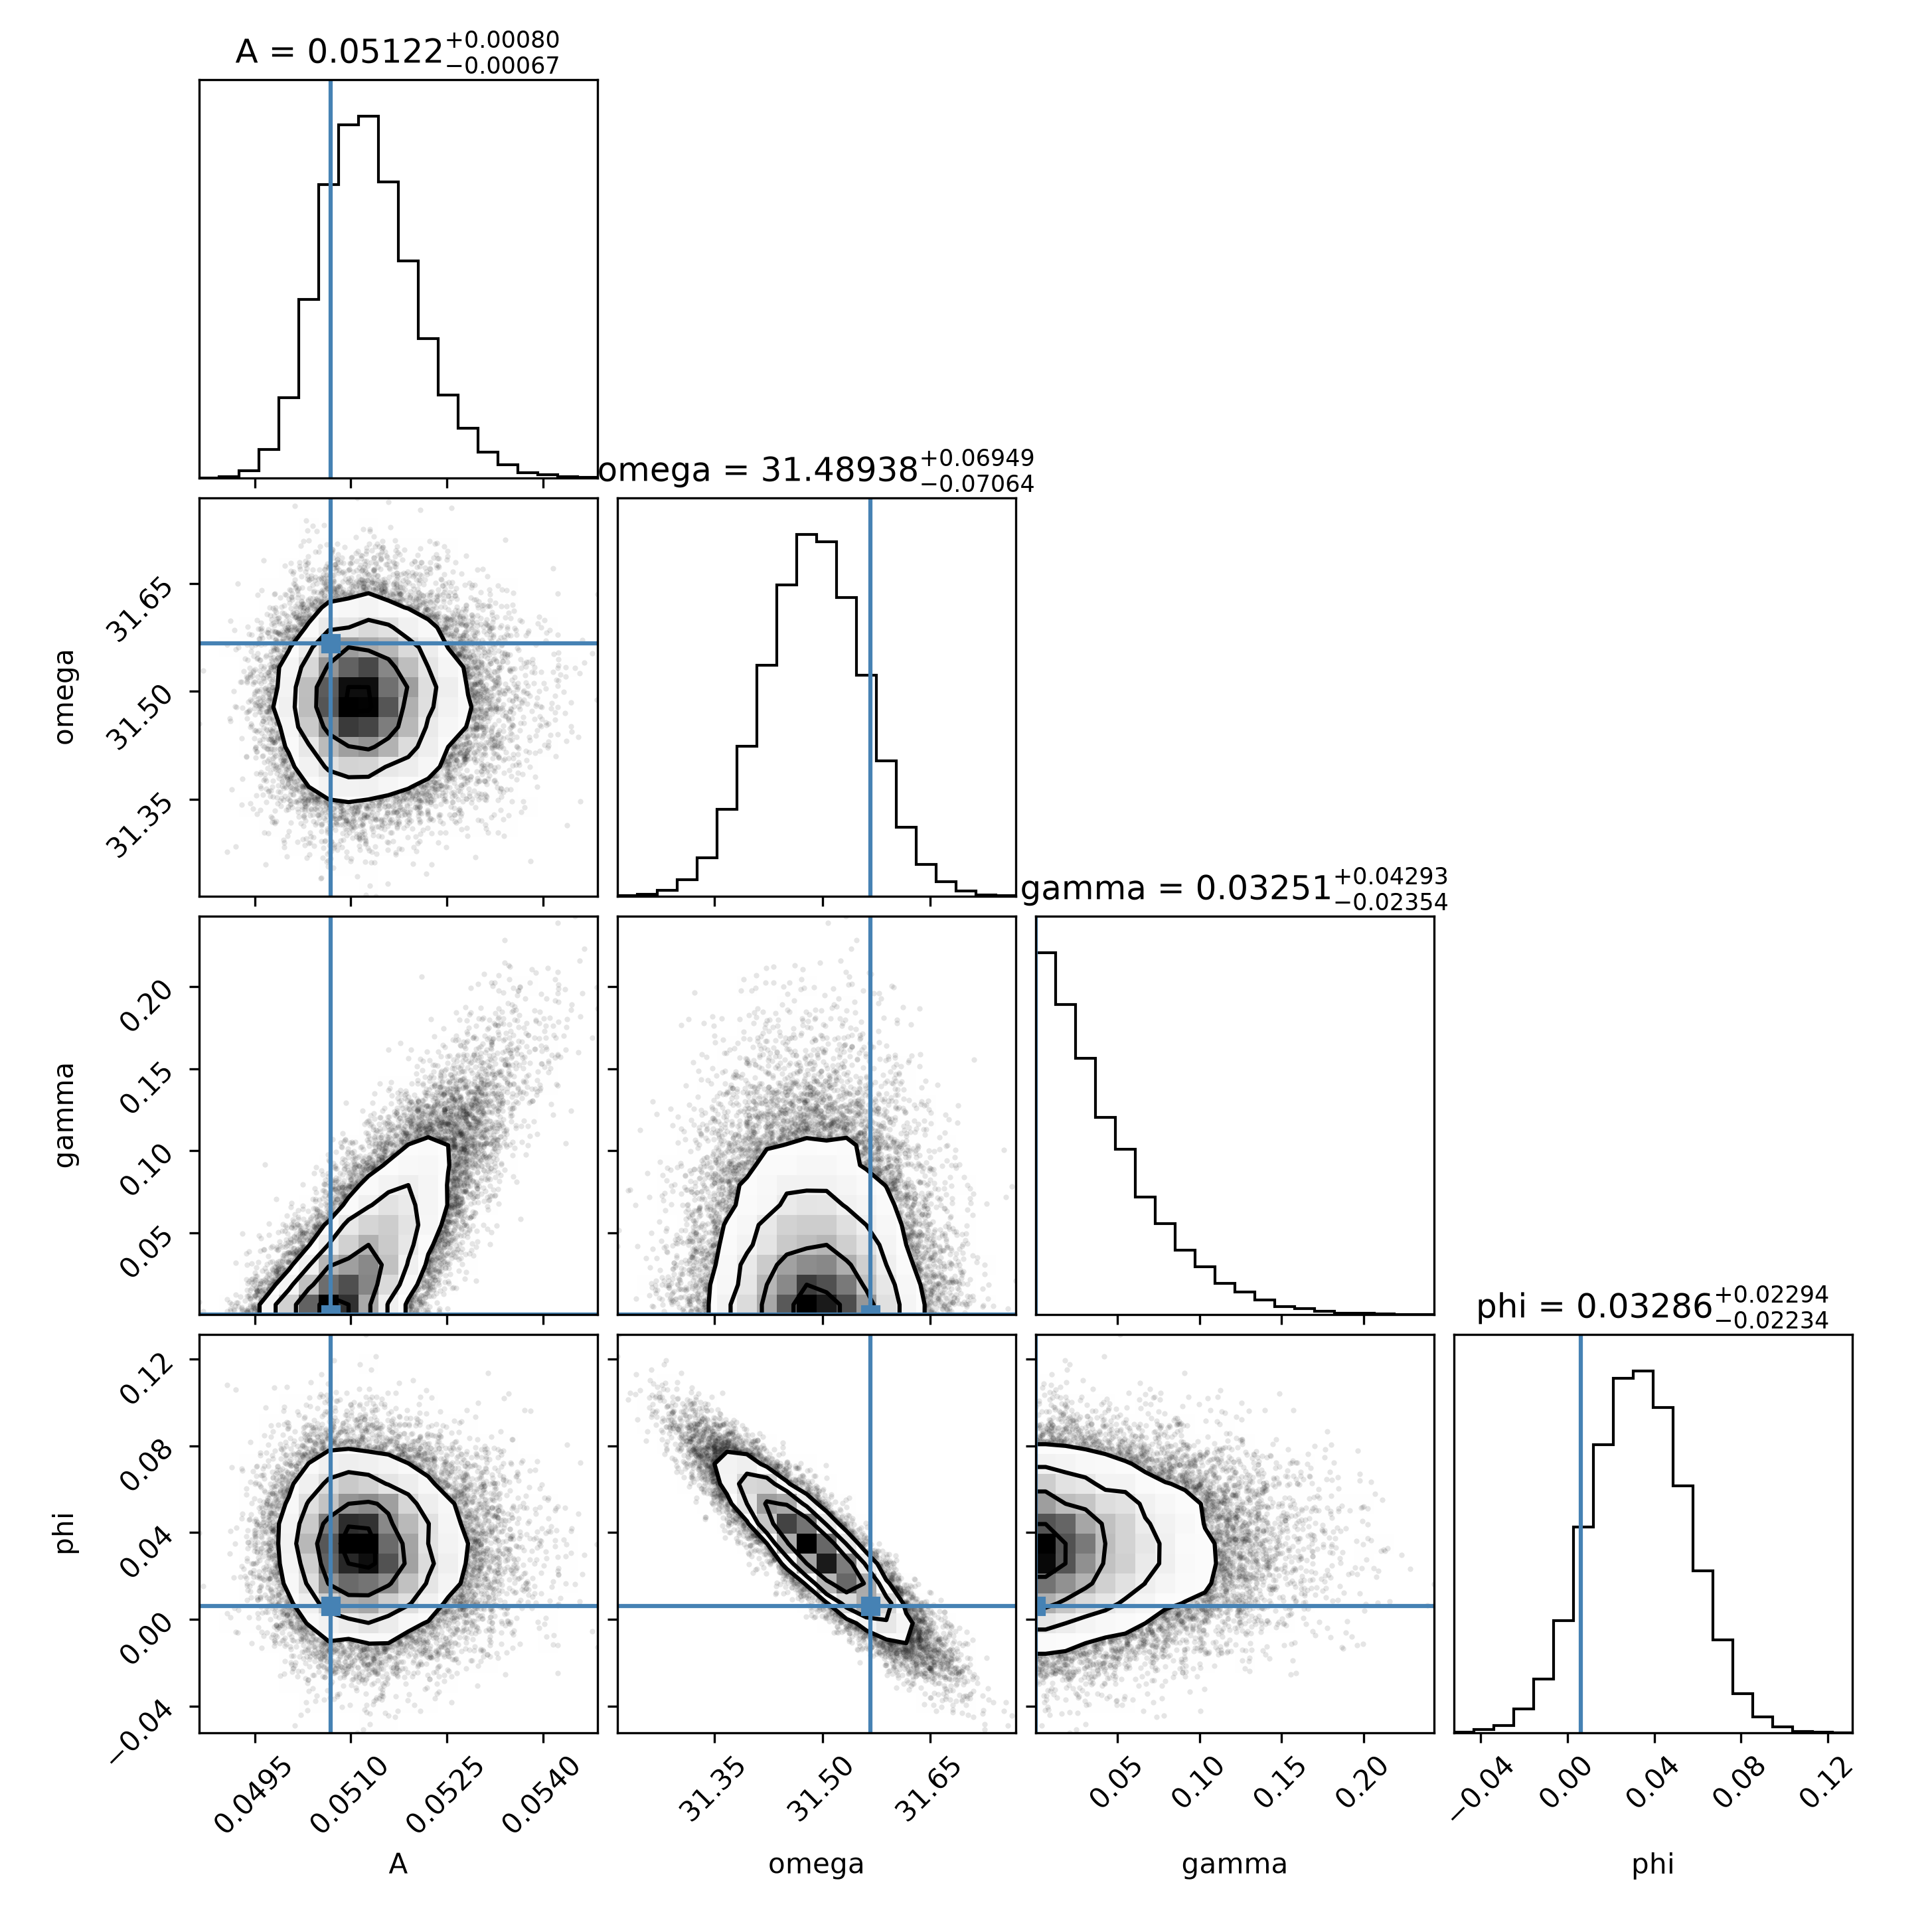 A = 0.05122+0.00080 −0.00067
omega = 31.48938+0.06949 −0.07064
31.65
31.50
31.35
omega
gamma = 0.03251+0.04293 −0.02354
0.20
0.15
0.10
0.05
gamma
phi = 0.03286+0.02294 −0.02234
0.12
0.08
0.04
0.00
−0.04
phi
0.0495 0.0510 0.0525 0.0540 31.35 31.50 31.65 0.05 0.10 0.15 0.20 −0.04 0.00 0.04 0.08 0.12
A omega gamma phi